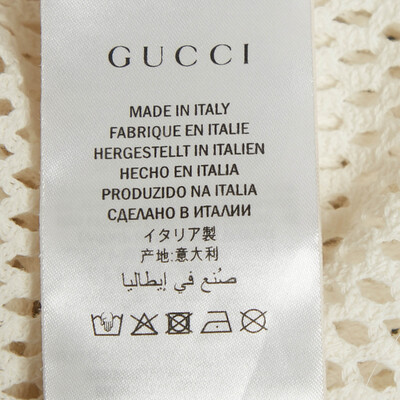 GUCCI
MADE IN ITALY
FABRIQUE EN ITALIE
HERGESTELLT IN ITALIEN
HECHO EN ITALIA
PRODUZIDO NA ITALIA
СДЕЛАНО В ИТАЛИИ
イタリア製
产地:意大利
صُنع في إيطاليا